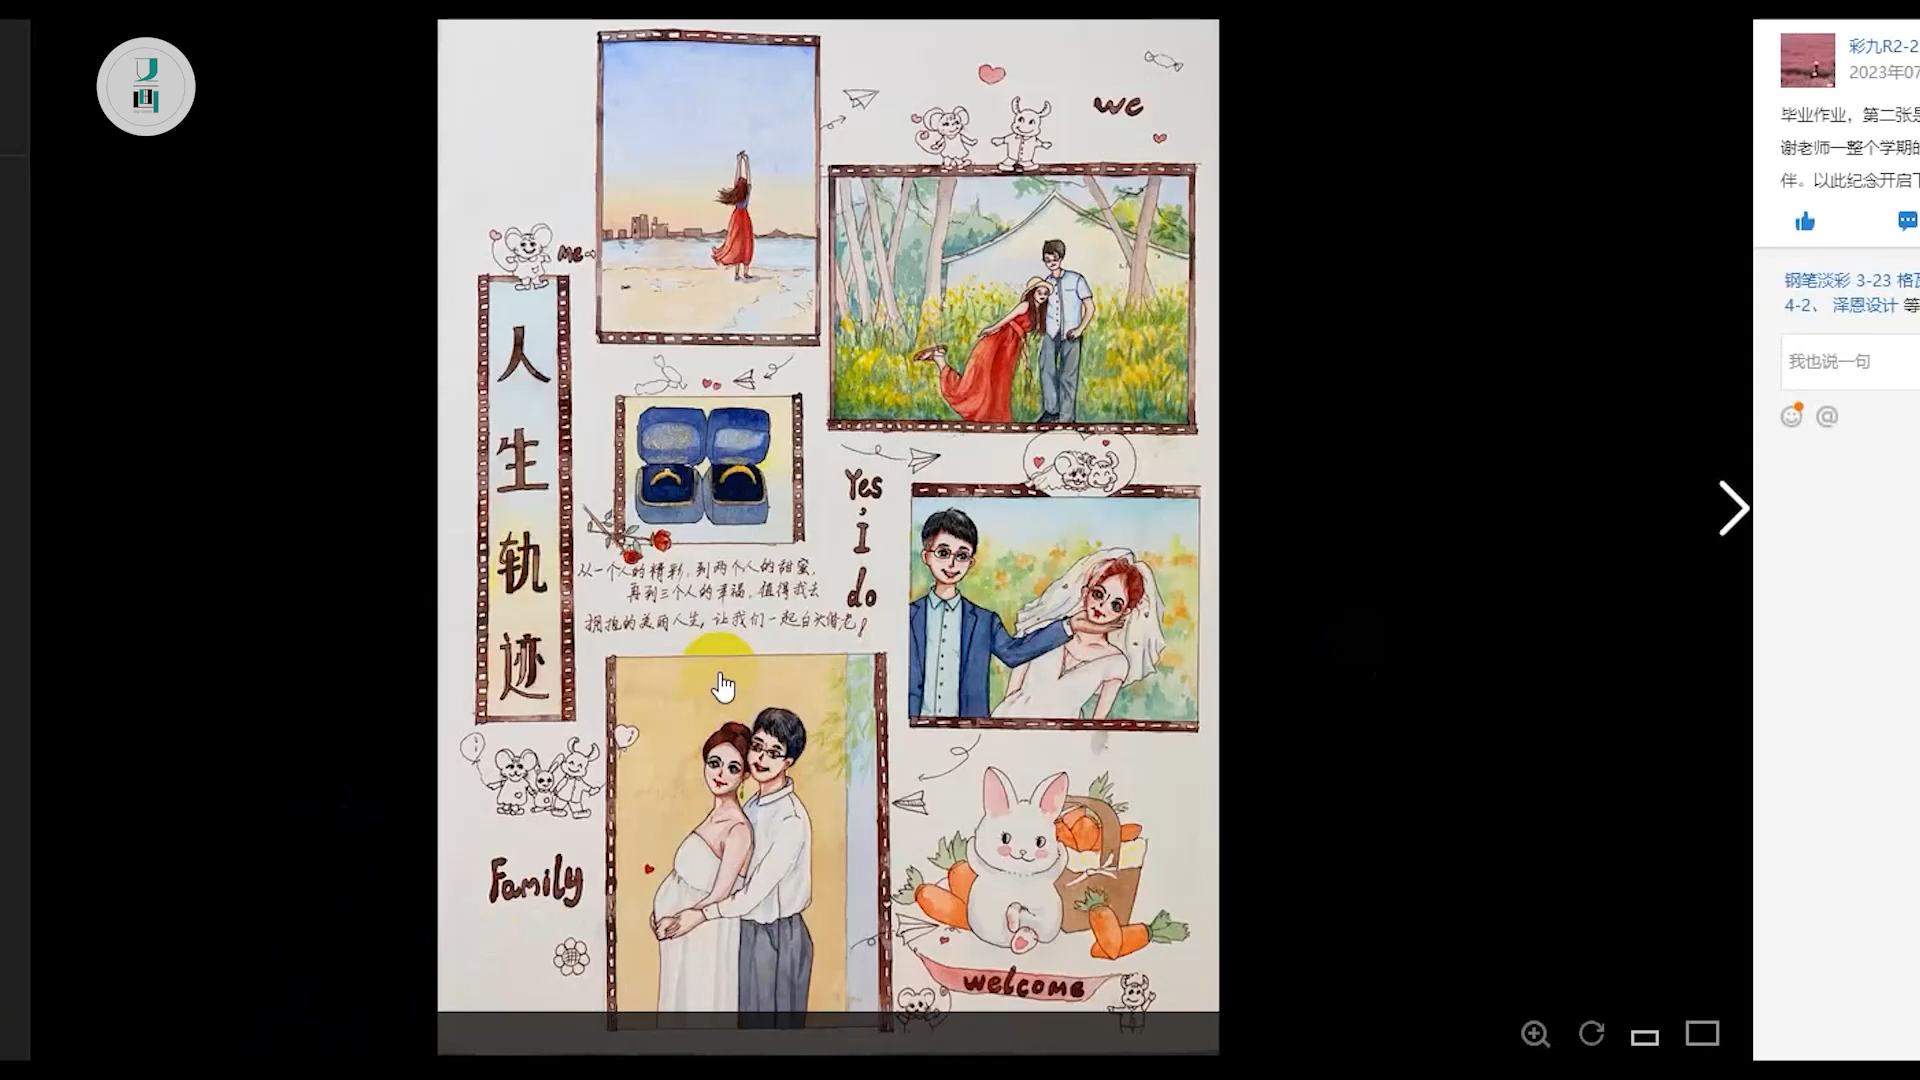 we
Me
人生轨迹
从一个人的精彩,到两个人的甜蜜,
再到三个人的幸福,值得我去
拥抱的美丽人生,让我们一起白头偕老!
Yes,
I
do
Family
welcome
彩九R2-2
2023年07
毕业作业，第二张是
谢老师一整个学期的
伴。以此纪念开启
钢笔淡彩 3-23 格
4-2、 泽恩设计 等
我也说一句
@